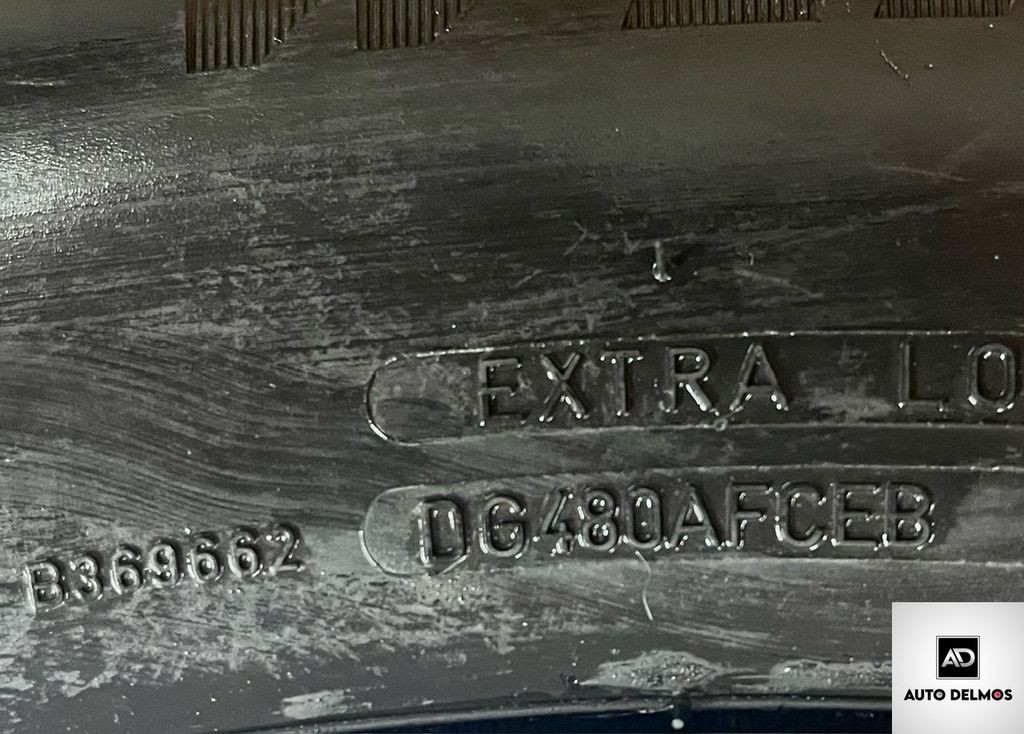 EXTRA LO
DG480AFCEB
B369662
AD
AUTO DELMOS